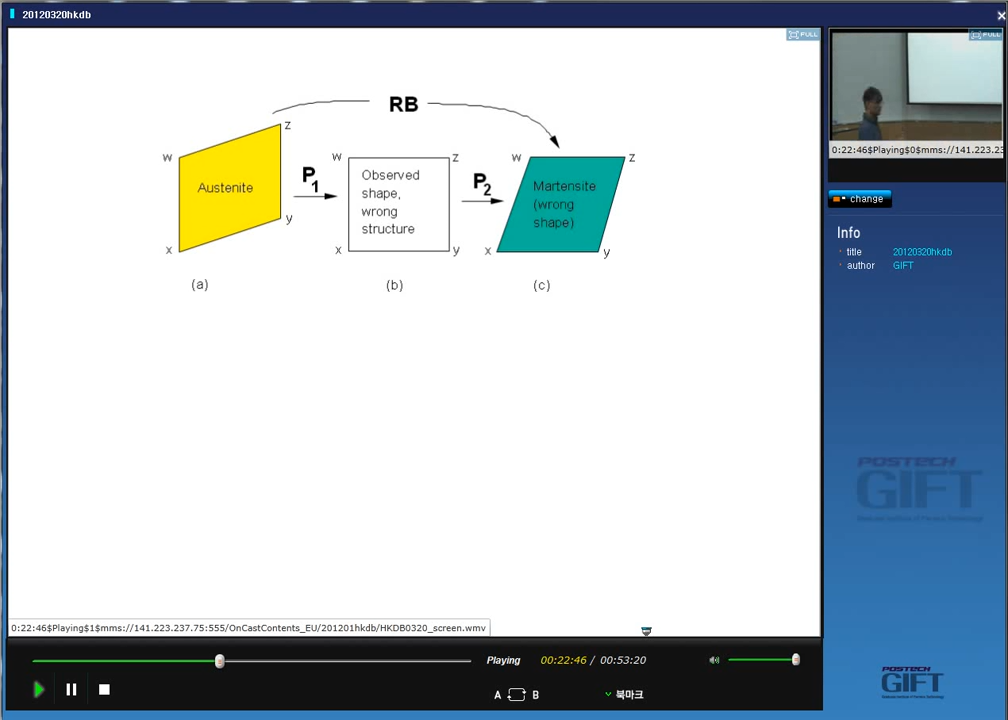 20120320hkdb
FULL
FULL
RB
w
z
Austenite
x
y
P1
w
z
Observed
shape,
wrong
structure
x
y
P2
w
z
Martensite
(wrong
shape)
x
y
(a)
(b)
(c)
0:22:46$Playing$0$mms://141.223.23
change
Info
title 20120320hkdb
author GIFT
POSTECH
GIFT
0:22:46$Playing$1$mms://141.223.237.75:555/OnCastContents_EU/201201hkdb/HKDB0320_screen.wmv
Playing 00:22:46 / 00:53:20
A B
북마크
POSTECH
GIFT